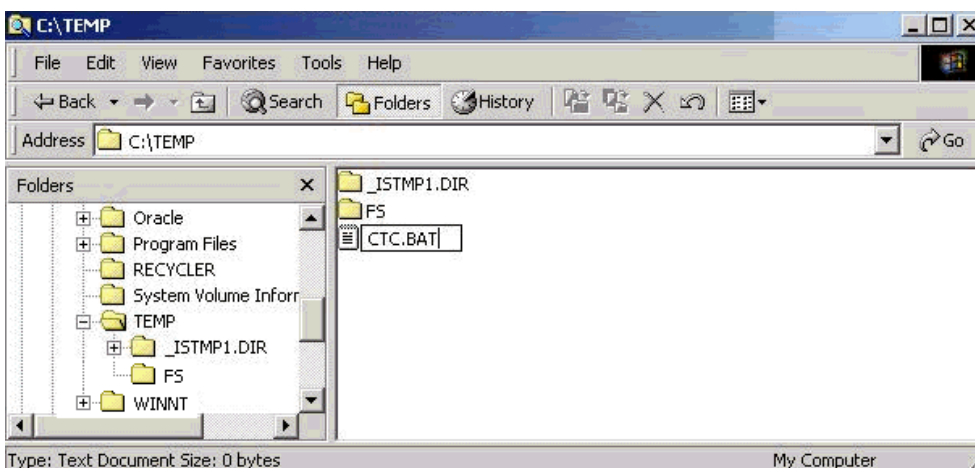 C:\TEMP
File Edit View Favorites Tools Help
Back Search Folders History
Address C:\TEMP Go
Folders
Oracle
Program Files
RECYCLER
System Volume Inforr
TEMP
_ISTMP1.DIR
FS
WINNT
_ISTMP1.DIR
FS
CTC.BAT
Type: Text Document Size: 0 bytes My Computer